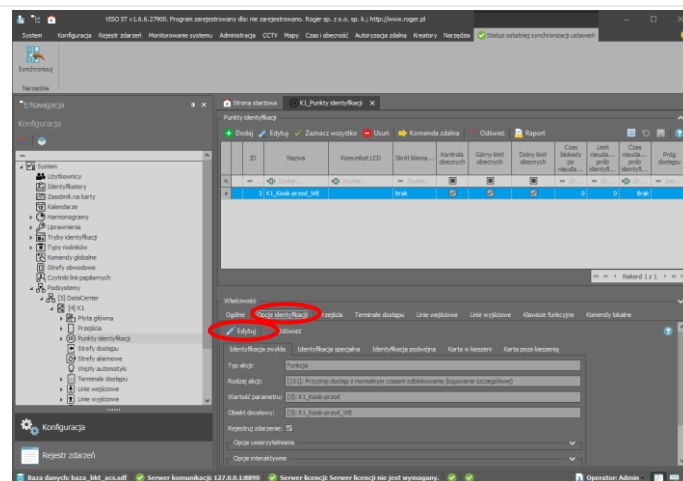 VISO ST v1.6.6.27900. Program zarejestrowany dla: nie zarejestrowano. Roger sp. z o.o. sp. k.; http://www.roger.pl
System Konfiguracja Rejestr zdarzeń Monitorowanie systemu Administracja CCTV Mapy Czas i obecność Autoryzacja zdalna Kreatory Narzędzia Status ostatniej synchronizacji ustawień
Synchronizuj
Narzędzia
Nawigacja
Strona startowa K1_Punkty identyfikacji
Konfiguracja
Punkty identyfikacji
Dodaj Edytuj Zaznacz wszystko Usuń Komenda zdalna Odśwież Raport
ID Nazwa Komunikat LCD Skrót klawia... Kontrola obecnych Górny limit obecnych Dolny limit obecnych Czas blokady po nieuda... Limit nieuda... prób identyfi... Czas nieuda... prób identyfi... Próg dostępu
3 K1_Kiosk-przod_WE brak 0 0 Brak
System
Użytkownicy
Identyfikatory
Zasobnik na karty
Kalendarze
Harmonogramy
Uprawnienia
Tryby identyfikacji
Typy nośników
Komendy globalne
Strefy obwodowe
Czytniki linii papilarnych
Podsystemy
[3] DataCenter
[4] K1
Płyta główna
Przejścia
Punkty identyfikacji
Strefy dostępu
Strefy alarmowe
Węzły automatyki
Terminale dostępu
Linie wejściowe
Linie wyjściowe
Rekord 1 z 1
Właściwości
Ogólne Opcje identyfikacji Przejścia Terminale dostępu Linie wejściowe Linie wyjściowe Klawisze funkcyjne Komendy lokalne
Edytuj Odśwież
Identyfikacja zwykła Identyfikacja specjalna Identyfikacja podwójna Karta w kieszeni Karta poza kieszenią
Typ akcji: Funkcja
Rodzaj akcji: [151]: Przyznaj dostęp z normalnym czasem odblokowania (logowanie szczegółowe)
Wartość parametru: [3]: K1_Kiosk-przod
Obiekt docelowy: [3]: K1_Kiosk-przod_WE
Rejestruj zdarzenie:
Opcje uwierzytelniania
Opcje interaktywne
Konfiguracja
Rejestr zdarzeń
Baza danych: baza_bkt_acs.sdf Serwer komunikacji: 127.0.0.1:8890 Serwer licencji: Serwer licencji nie jest wymagany. Operator: Admin